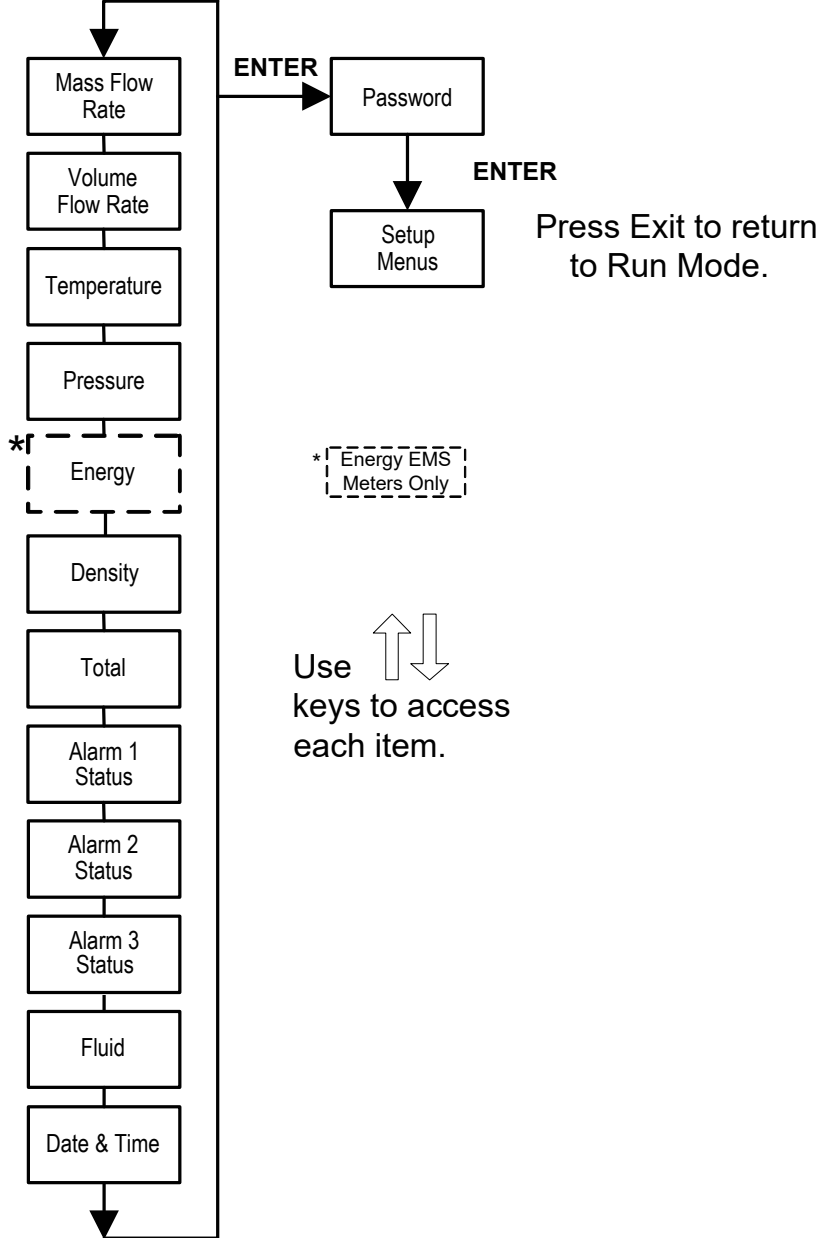 Mass Flow
Rate
Volume
Flow Rate
Temperature
Pressure
*
Energy
Density
Total
Alarm 1
Status
Alarm 2
Status
Alarm 3
Status
Fluid
Date & Time
ENTER
Password
ENTER
Setup
Menus
Press Exit to return
to Run Mode.
* Energy EMS
Meters Only
Use
keys to access
each item.